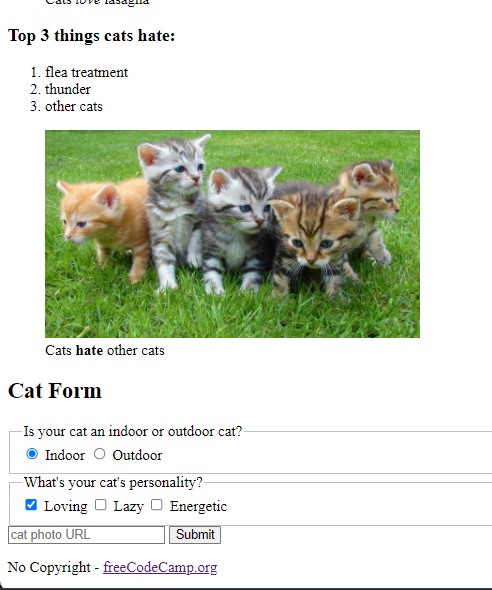 Cats love lasagna
Top 3 things cats hate:
1. flea treatment
2. thunder
3. other cats
Cats hate other cats
Cat Form
Is your cat an indoor or outdoor cat?
Indoor Outdoor
What's your cat's personality?
Loving Lazy Energetic
cat photo URL Submit
No Copyright - freeCodeCamp.org